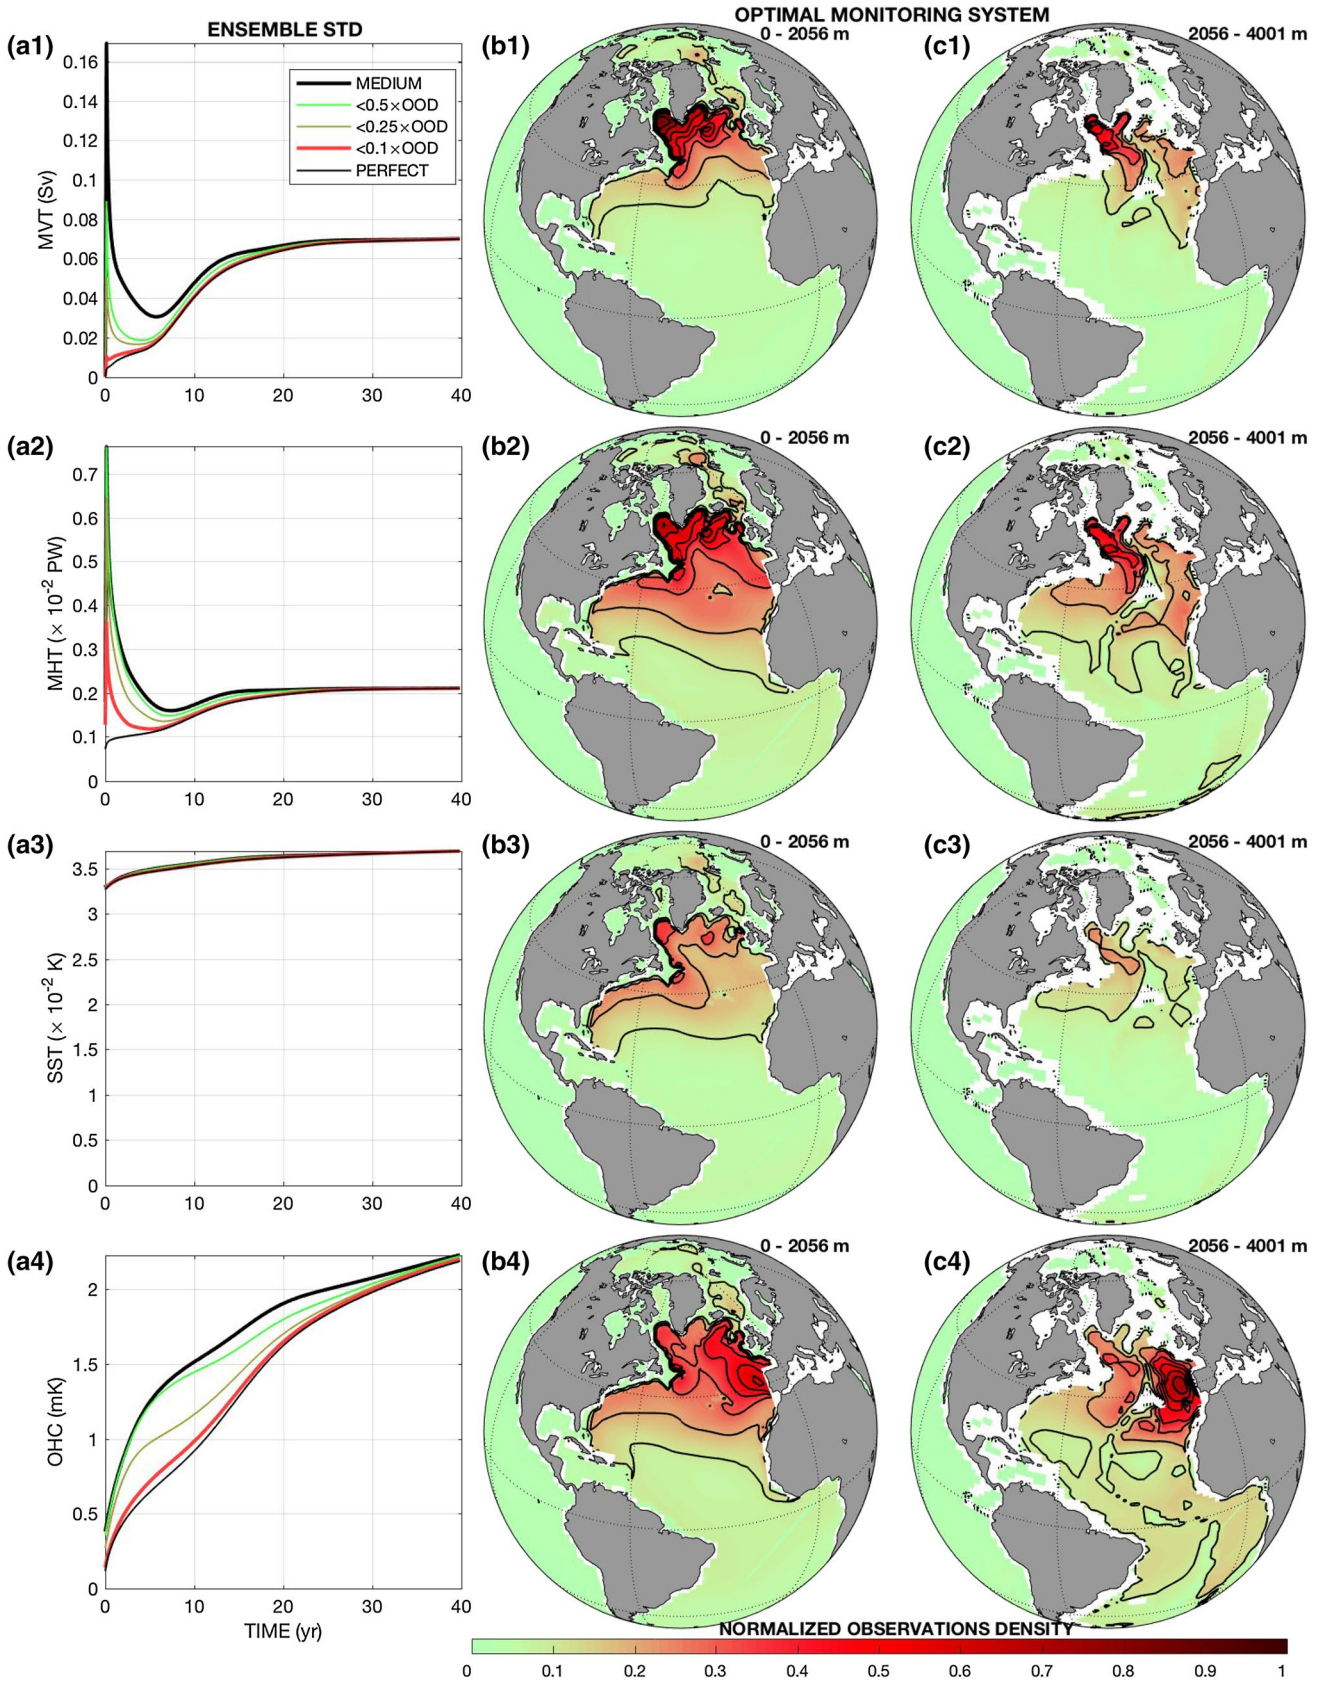 ENSEMBLE STD
OPTIMAL MONITORING SYSTEM
(a1)
(b1)
0 - 2056 m
(c1)
2056 - 4001 m
MVT (Sv)
0.16
0.14
0.12
0.1
0.08
0.06
0.04
0.02
0
0 10 20 30 40
MEDIUM
<0.5×OOD
<0.25×OOD
<0.1×OOD
PERFECT
(a2)
(b2)
0 - 2056 m
(c2)
2056 - 4001 m
MHT (× 10⁻² PW)
0.7
0.6
0.5
0.4
0.3
0.2
0.1
0
0 10 20 30 40
(a3)
(b3)
0 - 2056 m
(c3)
2056 - 4001 m
SST (× 10⁻² K)
3.5
3
2.5
2
1.5
1
0.5
0
0 10 20 30 40
(a4)
(b4)
0 - 2056 m
(c4)
2056 - 4001 m
OHC (mK)
2
1.5
1
0.5
0
0 10 20 30 40
TIME (yr)
NORMALIZED OBSERVATIONS DENSITY
0 0.1 0.2 0.3 0.4 0.5 0.6 0.7 0.8 0.9 1